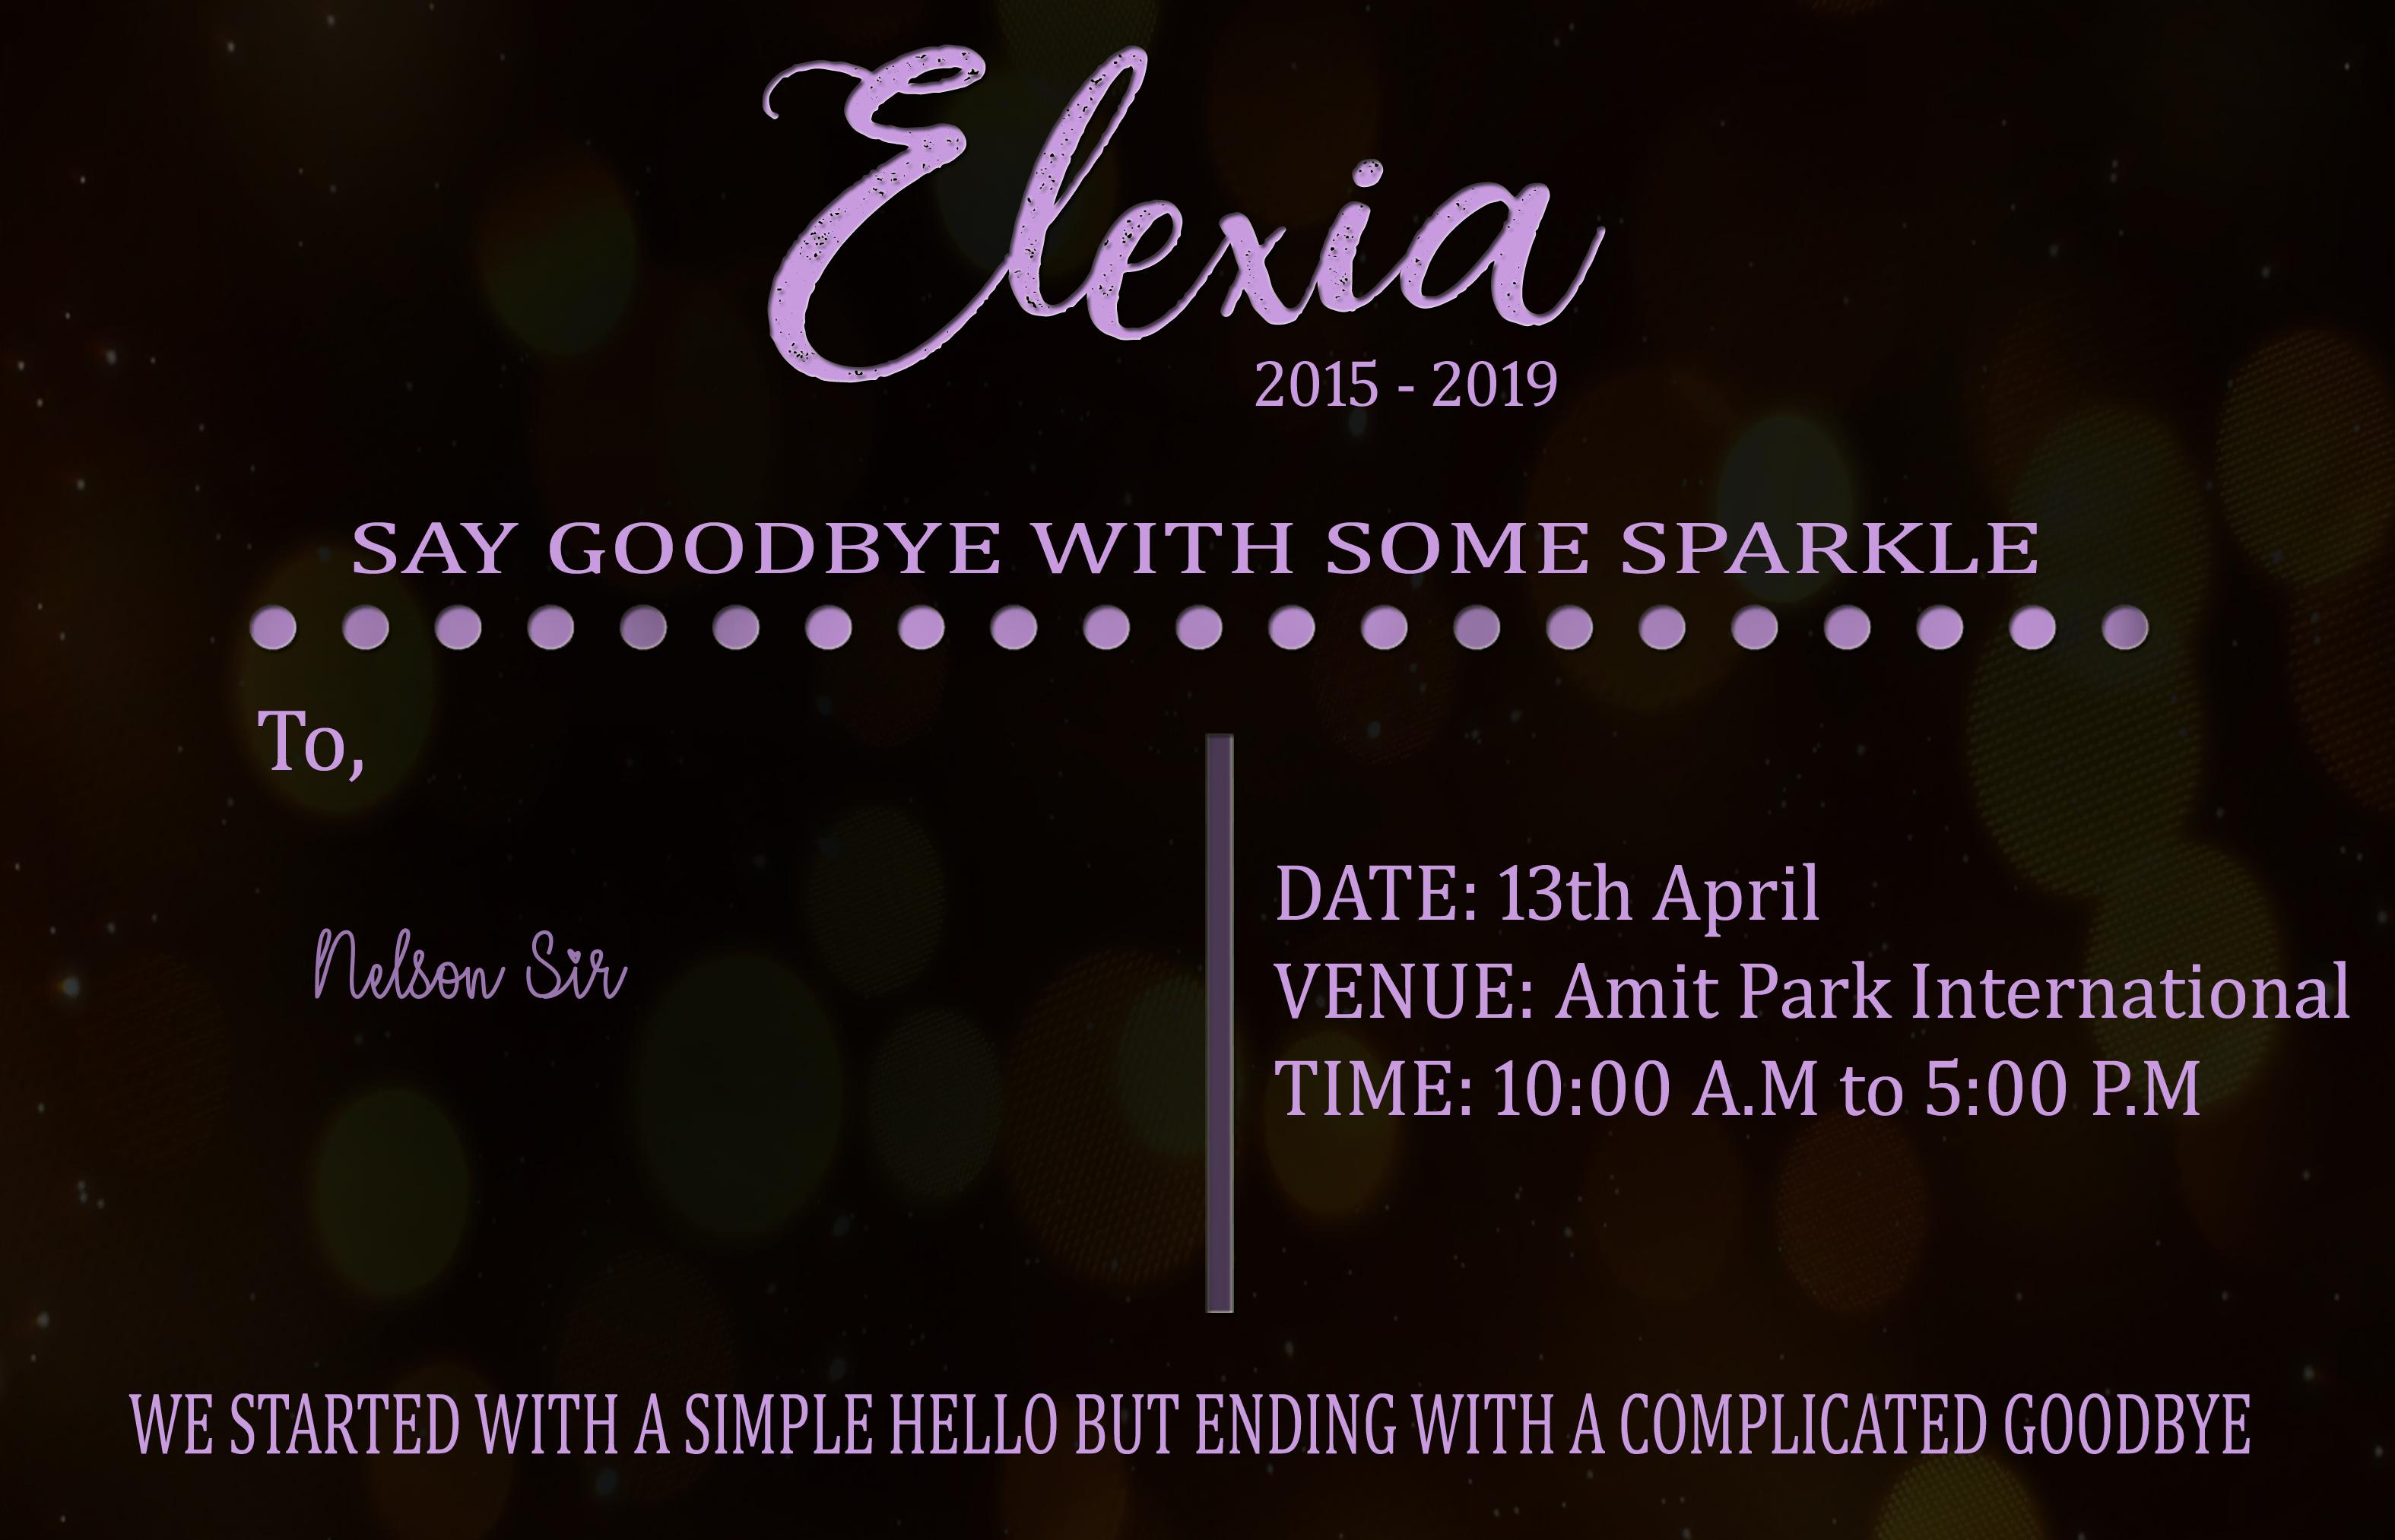 Elexia
2015 - 2019
SAY GOODBYE WITH SOME SPARKLE
To,
Nelson Sir
DATE: 13th April
VENUE: Amit Park International
TIME: 10:00 A.M to 5:00 P.M
WE STARTED WITH A SIMPLE HELLO BUT ENDING WITH A COMPLICATED GOODBYE